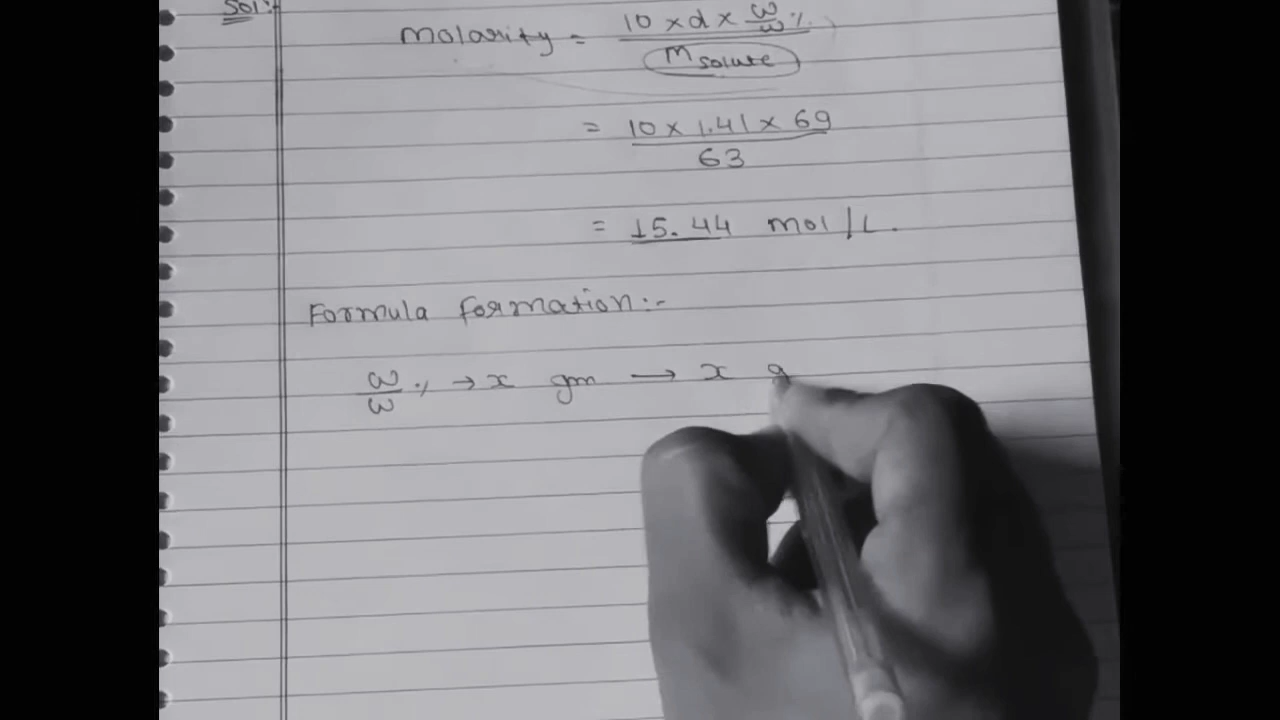 Sol:-
Molarity = 10 × d × w/w % / M solute
= 10 × 1.41 × 69 / 63
= 15.44 mol/L.
Formula formation:-
w/w % → x gm → x g